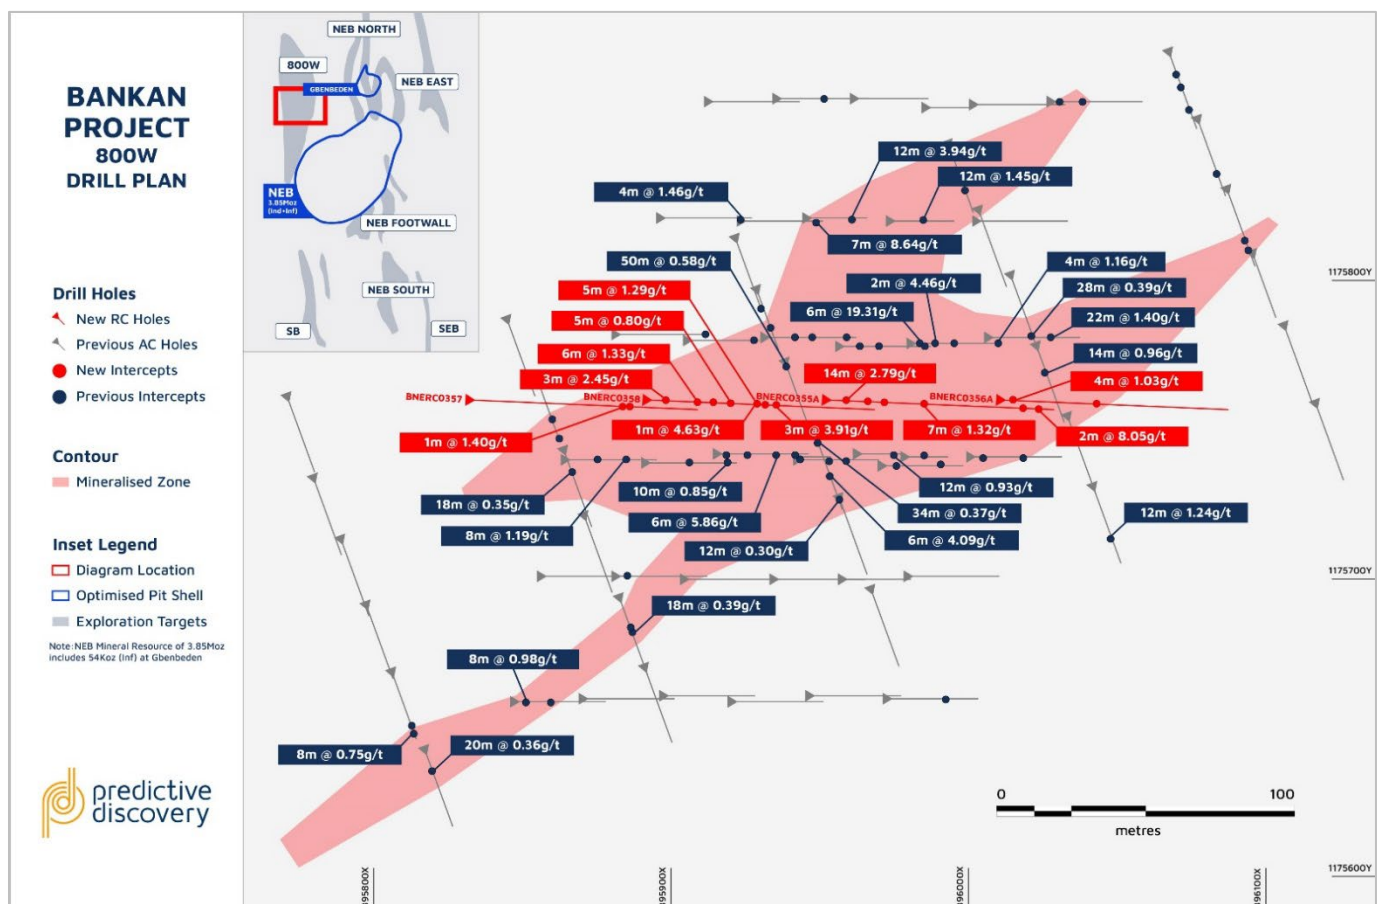 BANKAN
PROJECT
800W
DRILL PLAN
Drill Holes
New RC Holes
Previous AC Holes
New Intercepts
Previous Intercepts
Contour
Mineralised Zone
Inset Legend
Diagram Location
Optimised Pit Shell
Exploration Targets
Note:NEB Mineral Resource of 3.85Moz
includes 54Koz (Inf) at Gbenbeden
predictive
discovery
NEB NORTH
800W
GBENBEDEN
NEB EAST
NEB
3.85Moz
(Ind+Inf)
NEB FOOTWALL
NEB SOUTH
SB
SEB
12m @ 3.94g/t
12m @ 1.45g/t
4m @ 1.46g/t
7m @ 8.64g/t
50m @ 0.58g/t
4m @ 1.16g/t
2m @ 4.46g/t
28m @ 0.39g/t
5m @ 1.29g/t
6m @ 19.31g/t
22m @ 1.40g/t
5m @ 0.80g/t
6m @ 1.33g/t
14m @ 0.96g/t
3m @ 2.45g/t
14m @ 2.79g/t
4m @ 1.03g/t
BNERC0357
BNERC0358
BNERC0355A
BNERC0356A
1m @ 1.40g/t
1m @ 4.63g/t
3m @ 3.91g/t
7m @ 1.32g/t
2m @ 8.05g/t
18m @ 0.35g/t
10m @ 0.85g/t
12m @ 0.93g/t
8m @ 1.19g/t
6m @ 5.86g/t
34m @ 0.37g/t
12m @ 1.24g/t
12m @ 0.30g/t
6m @ 4.09g/t
18m @ 0.39g/t
8m @ 0.98g/t
8m @ 0.75g/t
20m @ 0.36g/t
1175800Y
1175700Y
1175600Y
0 100
metres
395800X
395900X
396000X
396100X